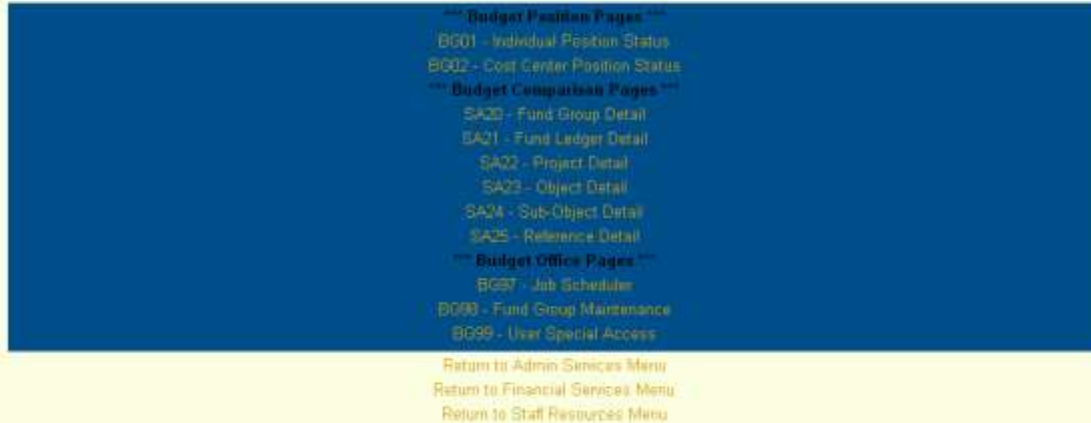 *** Budget Position Pages ***
BG01 - Individual Position Status
BG02 - Cost Center Position Status
*** Budget Comparison Pages ***
SA20 - Fund Group Detail
SA21 - Fund Ledger Detail
SA22 - Project Detail
SA23 - Object Detail
SA24 - Sub-Object Detail
SA25 - Reference Detail
*** Budget Office Pages ***
BG97 - Job Scheduler
BG98 - Fund Group Maintenance
BG99 - User Special Access
Return to Admin Services Menu
Return to Financial Services Menu
Return to Staff Resources Menu